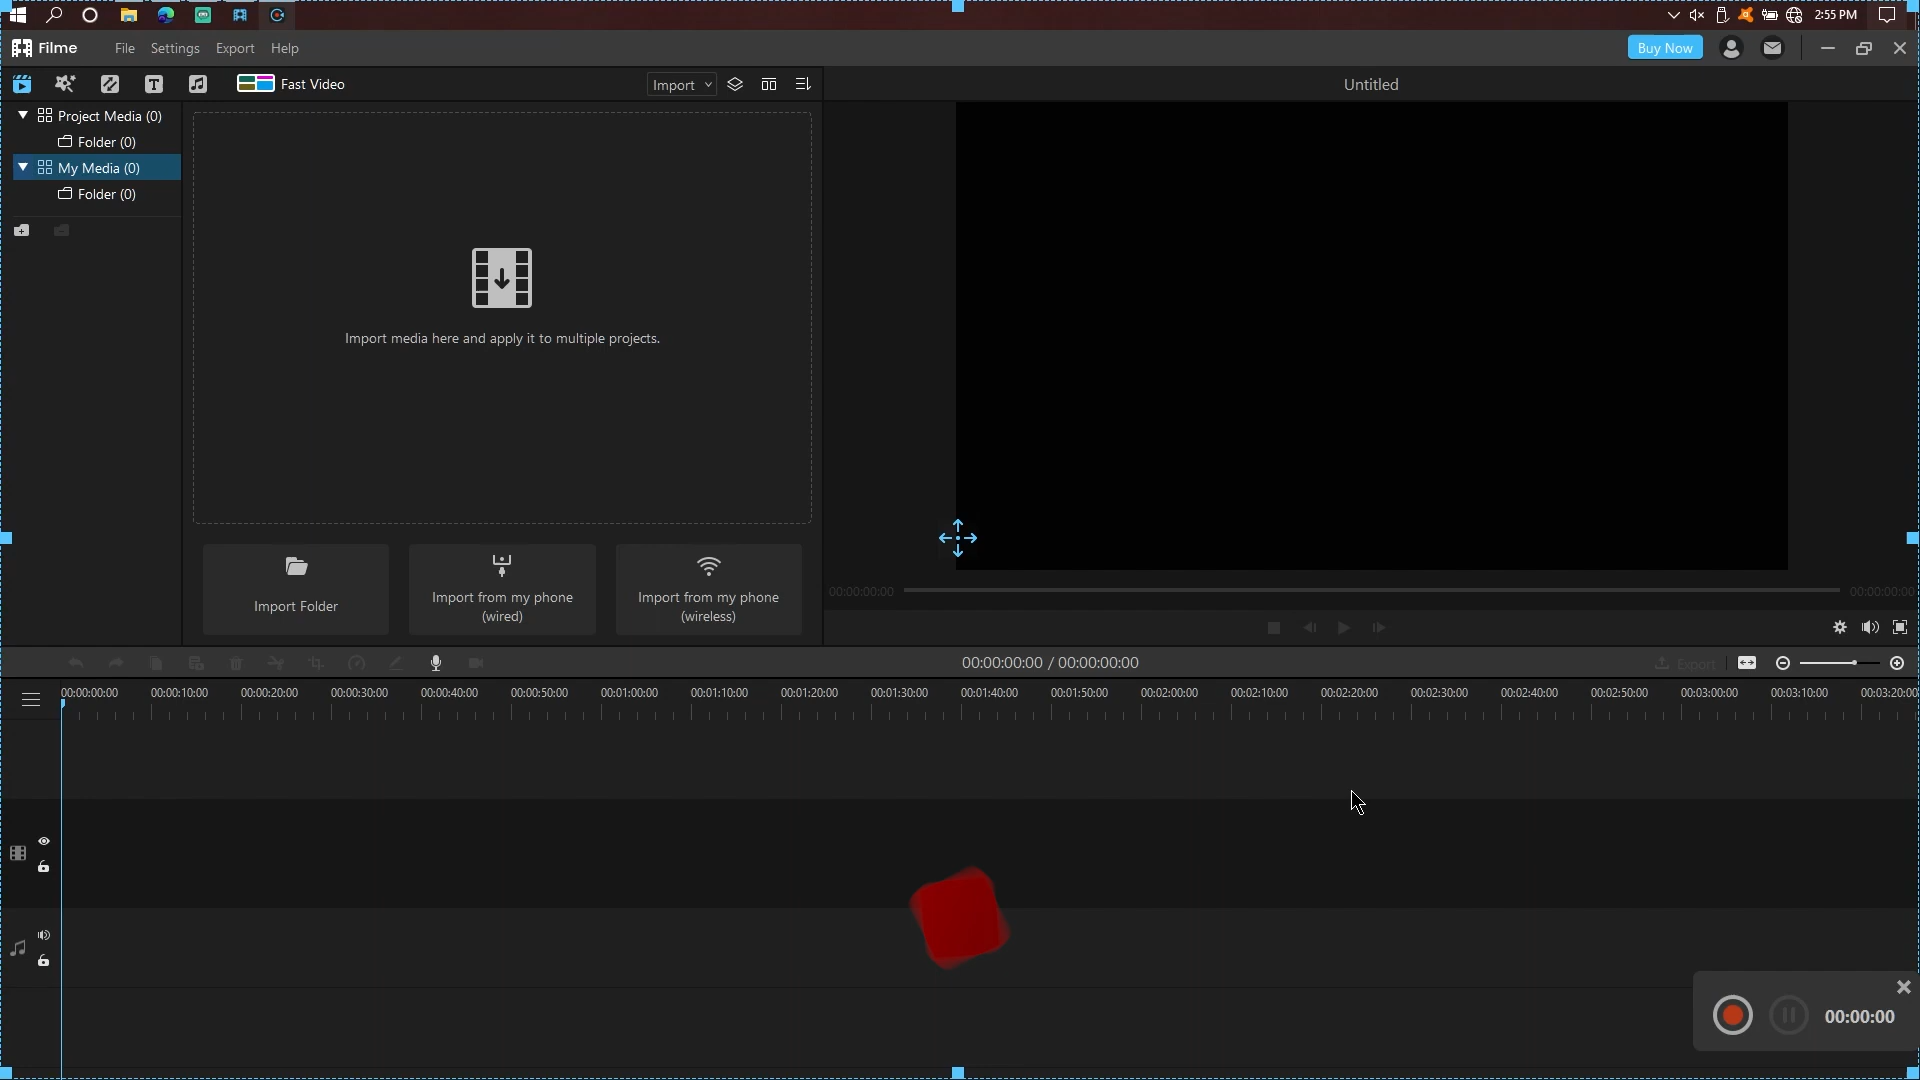 2:55 PM
Filme
File Settings Export Help
Buy Now
Fast Video
Import
Untitled
Project Media (0)
Folder (0)
My Media (0)
Folder (0)
Import media here and apply it to multiple projects.
Import Folder
Import from my phone
(wired)
Import from my phone
(wireless)
00:00:00:00
00:00:00:00
00:00:00:00 / 00:00:00:00
Export
00:00:00:00 00:00:10:00 00:00:20:00 00:00:30:00 00:00:40:00 00:00:50:00 00:01:00:00 00:01:10:00 00:01:20:00 00:01:30:00 00:01:40:00 00:01:50:00 00:02:00:00 00:02:10:00 00:02:20:00 00:02:30:00 00:02:40:00 00:02:50:00 00:03:00:00 00:03:10:00 00:03:20:00
00:00:00